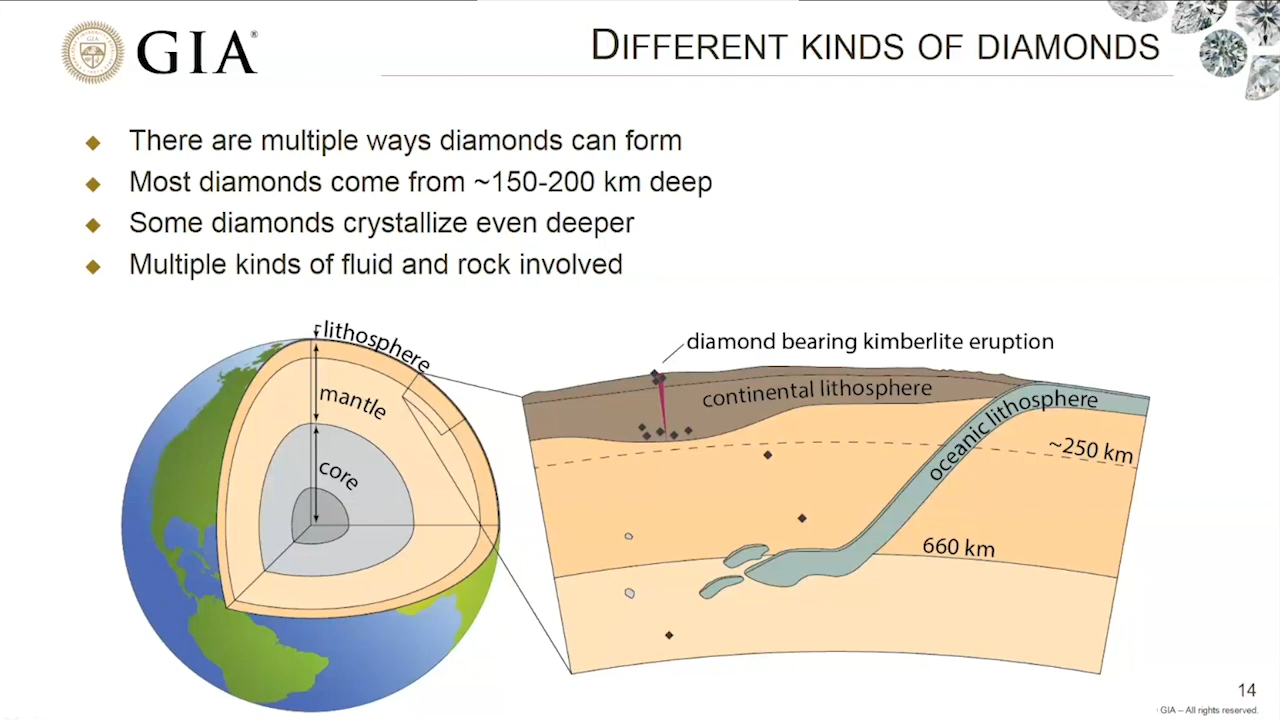 GIA®
DIFFERENT KINDS OF DIAMONDS
There are multiple ways diamonds can form
Most diamonds come from ~150-200 km deep
Some diamonds crystallize even deeper
Multiple kinds of fluid and rock involved
lithosphere
mantle
core
diamond bearing kimberlite eruption
continental lithosphere
oceanic lithosphere
~250 km
660 km
14
GIA – All rights reserved.